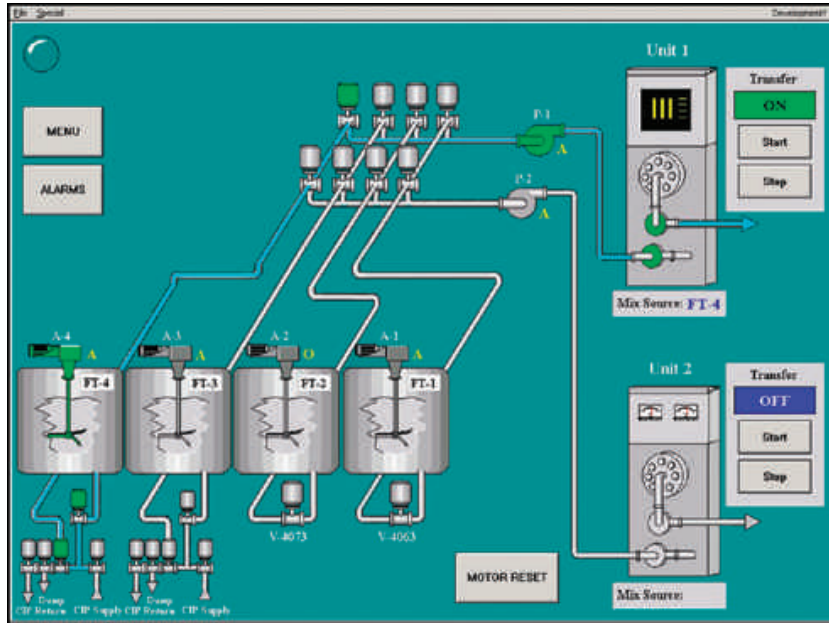 File Special
Development
Unit 1
Transfer
ON
Start
Stop
MENU
ALARMS
P-1
A
P-2
A
Mix Source: FT-4
A-4
A
A-3
A
A-2
O
A-1
A
FT-4
FT-3
FT-2
FT-1
Unit 2
Transfer
OFF
Start
Stop
V-4073
V-4063
MOTOR RESET
Mix Source:
Dump
CIP Return
CIP Supply
Dump
CIP Return
CIP Supply